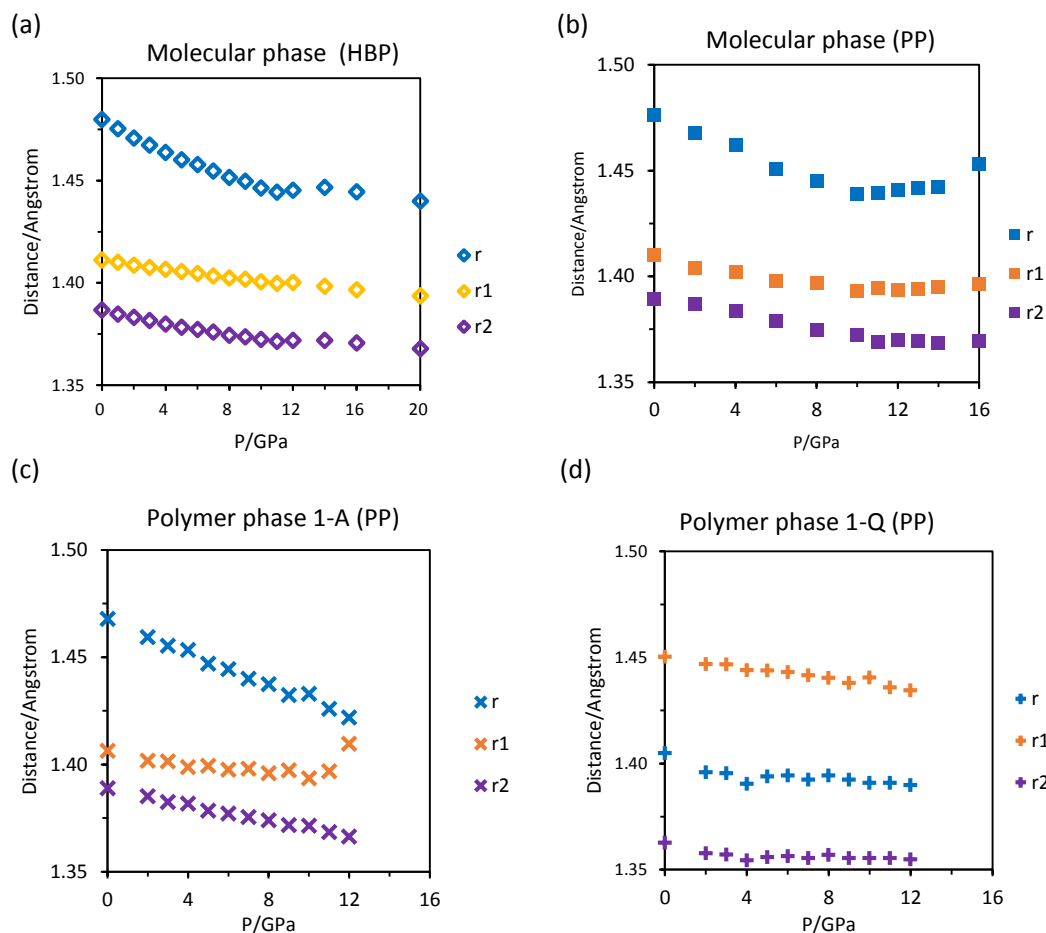 (a)
Molecular phase (HBP)
Distance/Angstrom
1.50
1.45
1.40
1.35
0
4
8
12
16
20
P/GPa
r
r1
r2
(b)
Molecular phase (PP)
Distance/Angstrom
1.50
1.45
1.40
1.35
0
4
8
12
16
P/GPa
r
r1
r2
(c)
Polymer phase 1-A (PP)
Distance/Angstrom
1.50
1.45
1.40
1.35
0
4
8
12
16
P/GPa
r
r1
r2
(d)
Polymer phase 1-Q (PP)
Distance/Angstrom
1.50
1.45
1.40
1.35
0
4
8
12
16
P/GPa
r
r1
r2